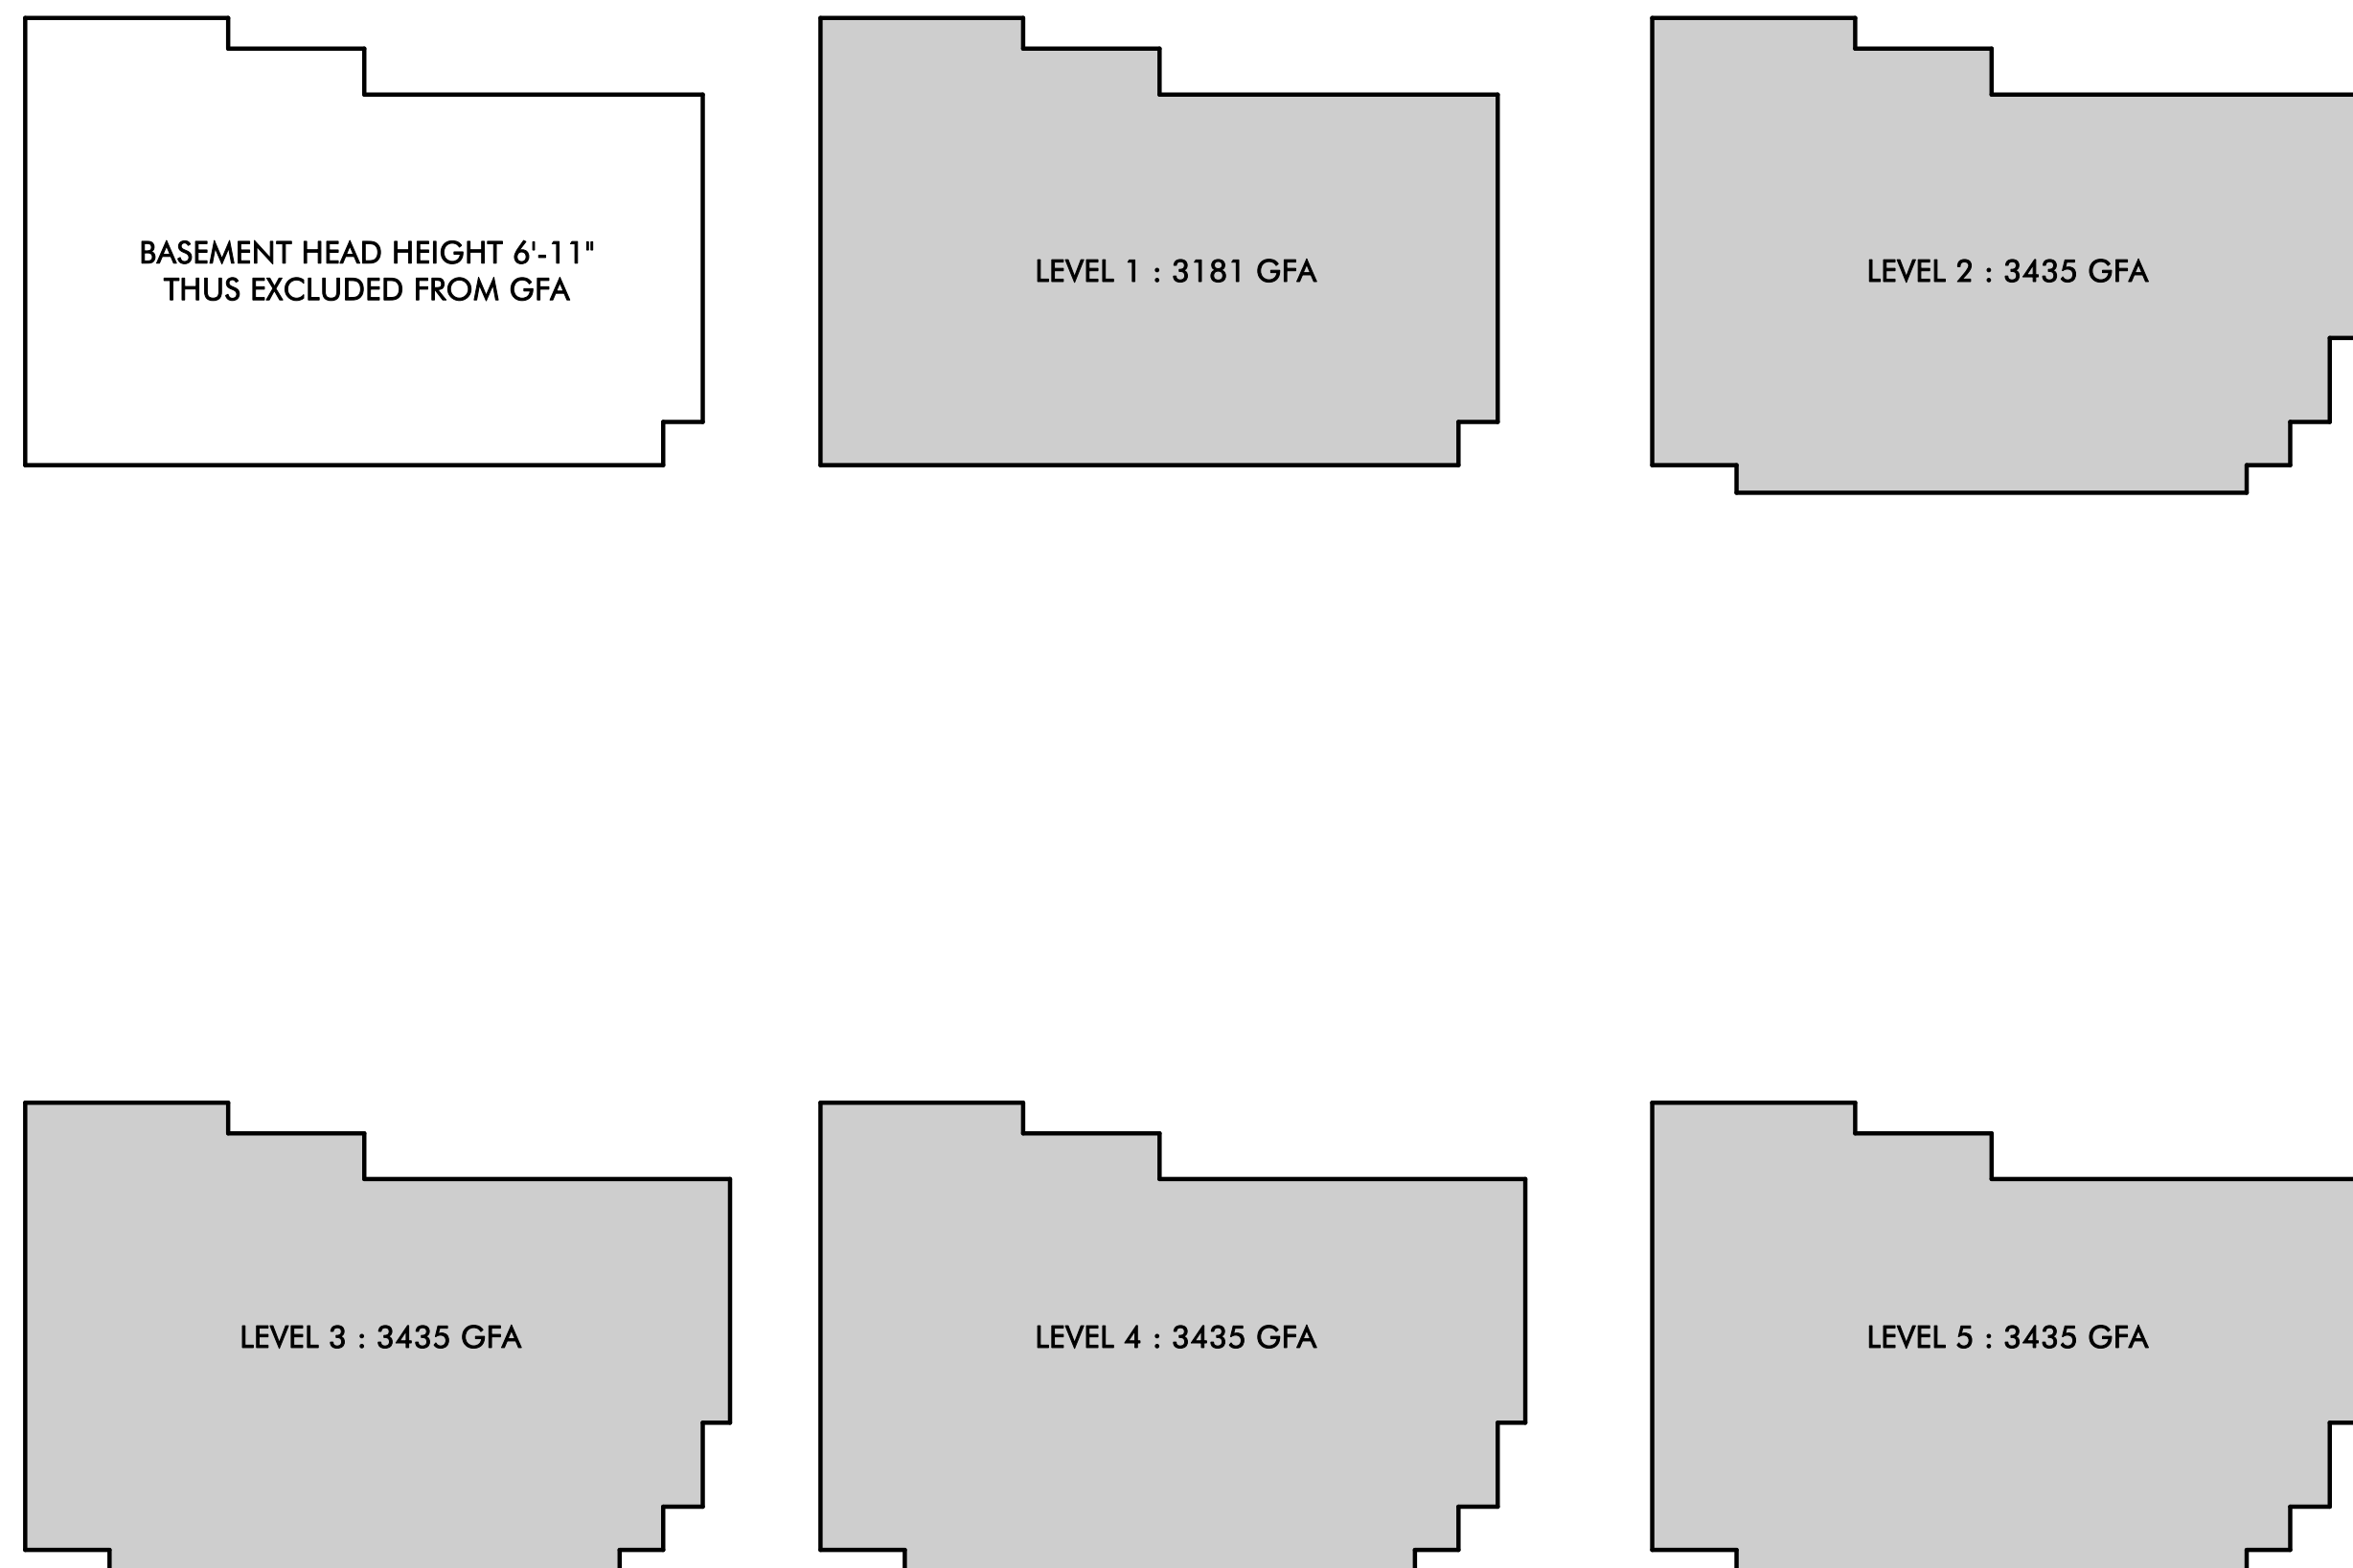 BASEMENT HEAD HEIGHT 6'-11"
THUS EXCLUDED FROM GFA
LEVEL 1 : 3181 GFA
LEVEL 2 : 3435 GFA
LEVEL 3 : 3435 GFA
LEVEL 4 : 3435 GFA
LEVEL 5 : 3435 GFA